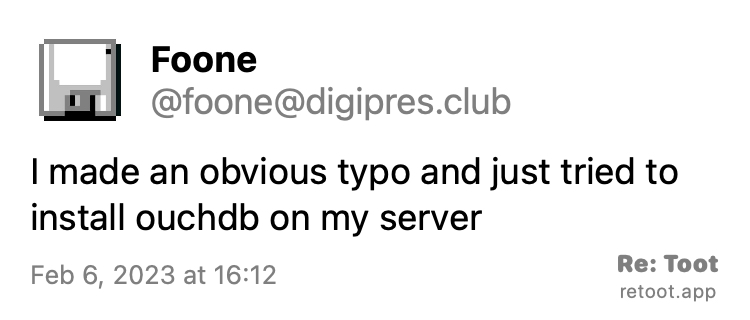 Foone
@foone@digipres.club
I made an obvious typo and just tried to
install ouchdb on my server
Feb 6, 2023 at 16:12
Re: Toot
retoot.app